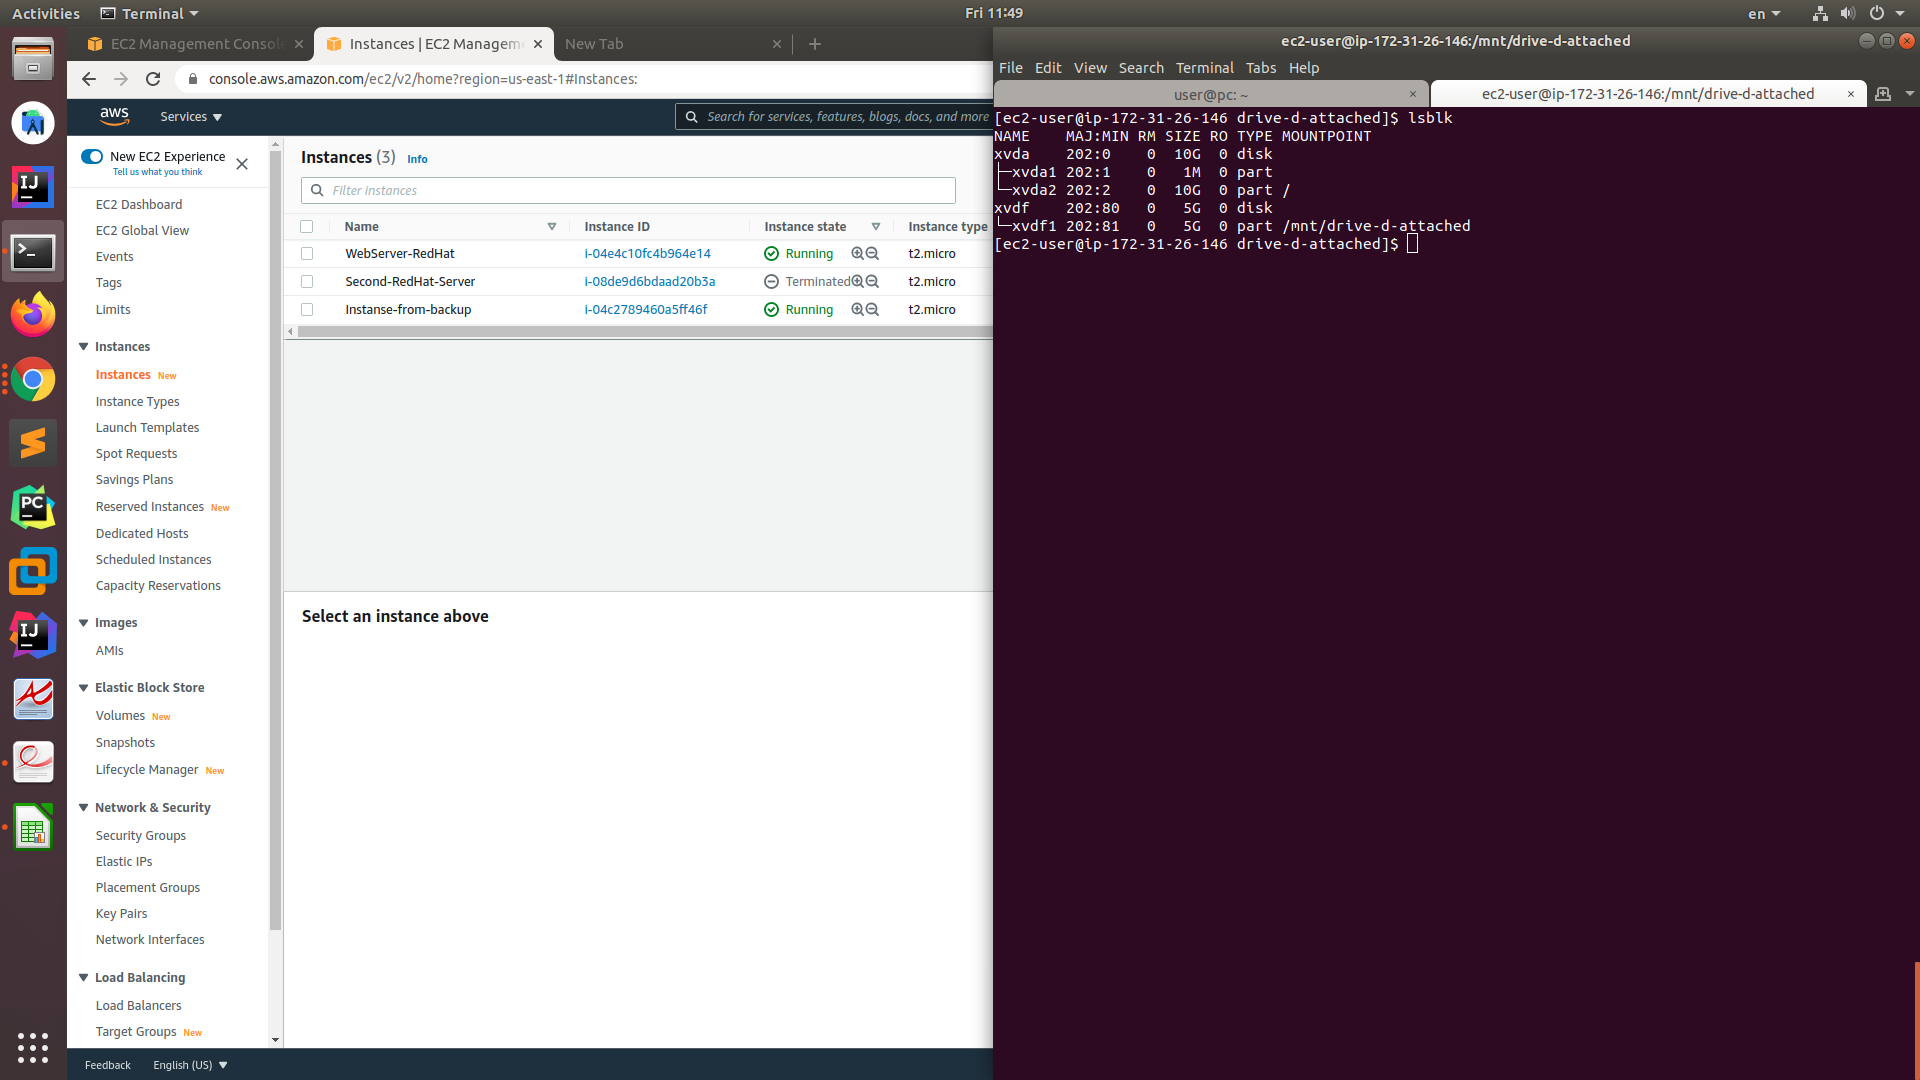 Activities
Terminal
Fri 11:49
en
EC2 Management Consol
Instances | EC2 Managem
New Tab
console.aws.amazon.com/ec2/v2/home?region=us-east-1#Instances:
aws
Services
Search for services, features, blogs, docs, and more
New EC2 Experience
Tell us what you think
EC2 Dashboard
EC2 Global View
Events
Tags
Limits
Instances
Instances New
Instance Types
Launch Templates
Spot Requests
Savings Plans
Reserved Instances New
Dedicated Hosts
Scheduled Instances
Capacity Reservations
Images
AMIs
Elastic Block Store
Volumes New
Snapshots
Lifecycle Manager New
Network & Security
Security Groups
Elastic IPs
Placement Groups
Key Pairs
Network Interfaces
Load Balancing
Load Balancers
Target Groups New
Feedback English (US)
Instances (3) Info
Filter instances
Name Instance ID Instance state Instance type
WebServer-RedHat i-04e4c10fc4b964e14 Running t2.micro
Second-RedHat-Server i-08de9d6bdaad20b3a Terminated t2.micro
Instanse-from-backup i-04c2789460a5ff46f Running t2.micro
Select an instance above
ec2-user@ip-172-31-26-146:/mnt/drive-d-attached
File Edit View Search Terminal Tabs Help
user@pc: ~
ec2-user@ip-172-31-26-146:/mnt/drive-d-attached
[ec2-user@ip-172-31-26-146 drive-d-attached]$ lsblk
NAME    MAJ:MIN RM SIZE RO TYPE MOUNTPOINT
xvda    202:0    0  10G  0 disk
├─xvda1 202:1    0   1M  0 part
└─xvda2 202:2    0  10G  0 part /
xvdf    202:80   0   5G  0 disk
└─xvdf1 202:81   0   5G  0 part /mnt/drive-d-attached
[ec2-user@ip-172-31-26-146 drive-d-attached]$
IJ
PC
IJ